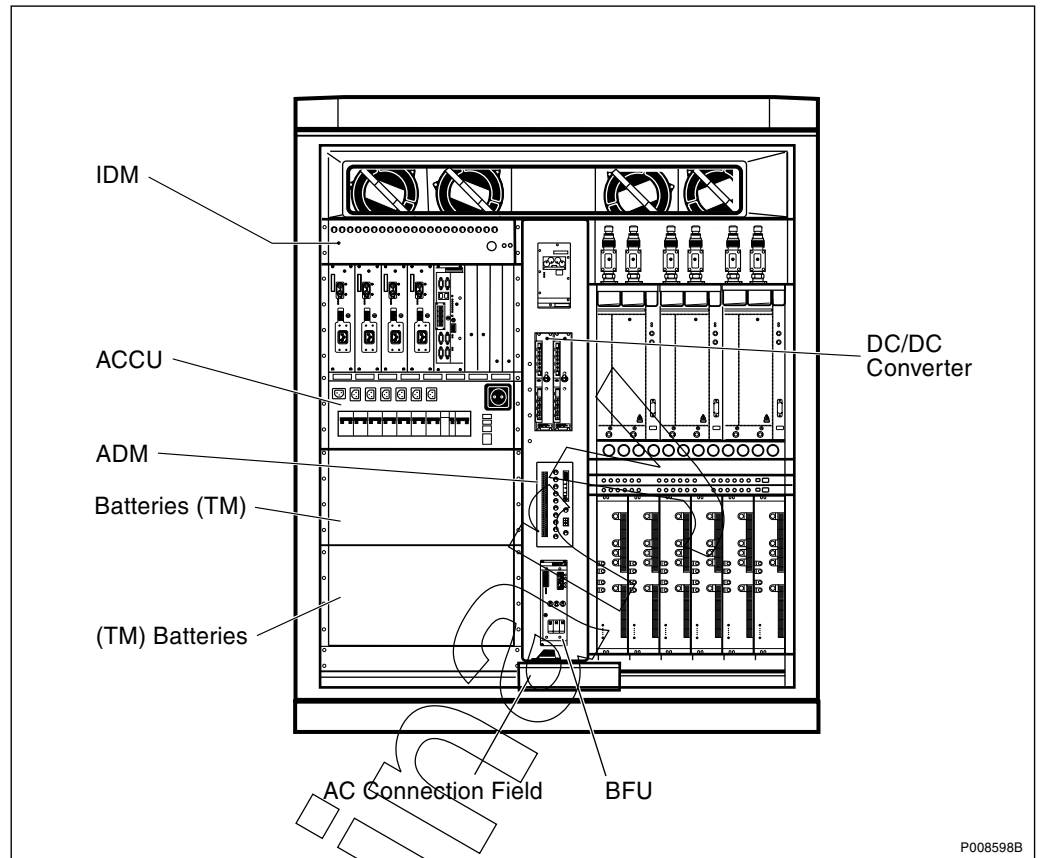 IDM
ACCU
DC/DC
Converter
ADM
Batteries (TM)
(TM) Batteries
AC Connection Field
BFU
P008598B